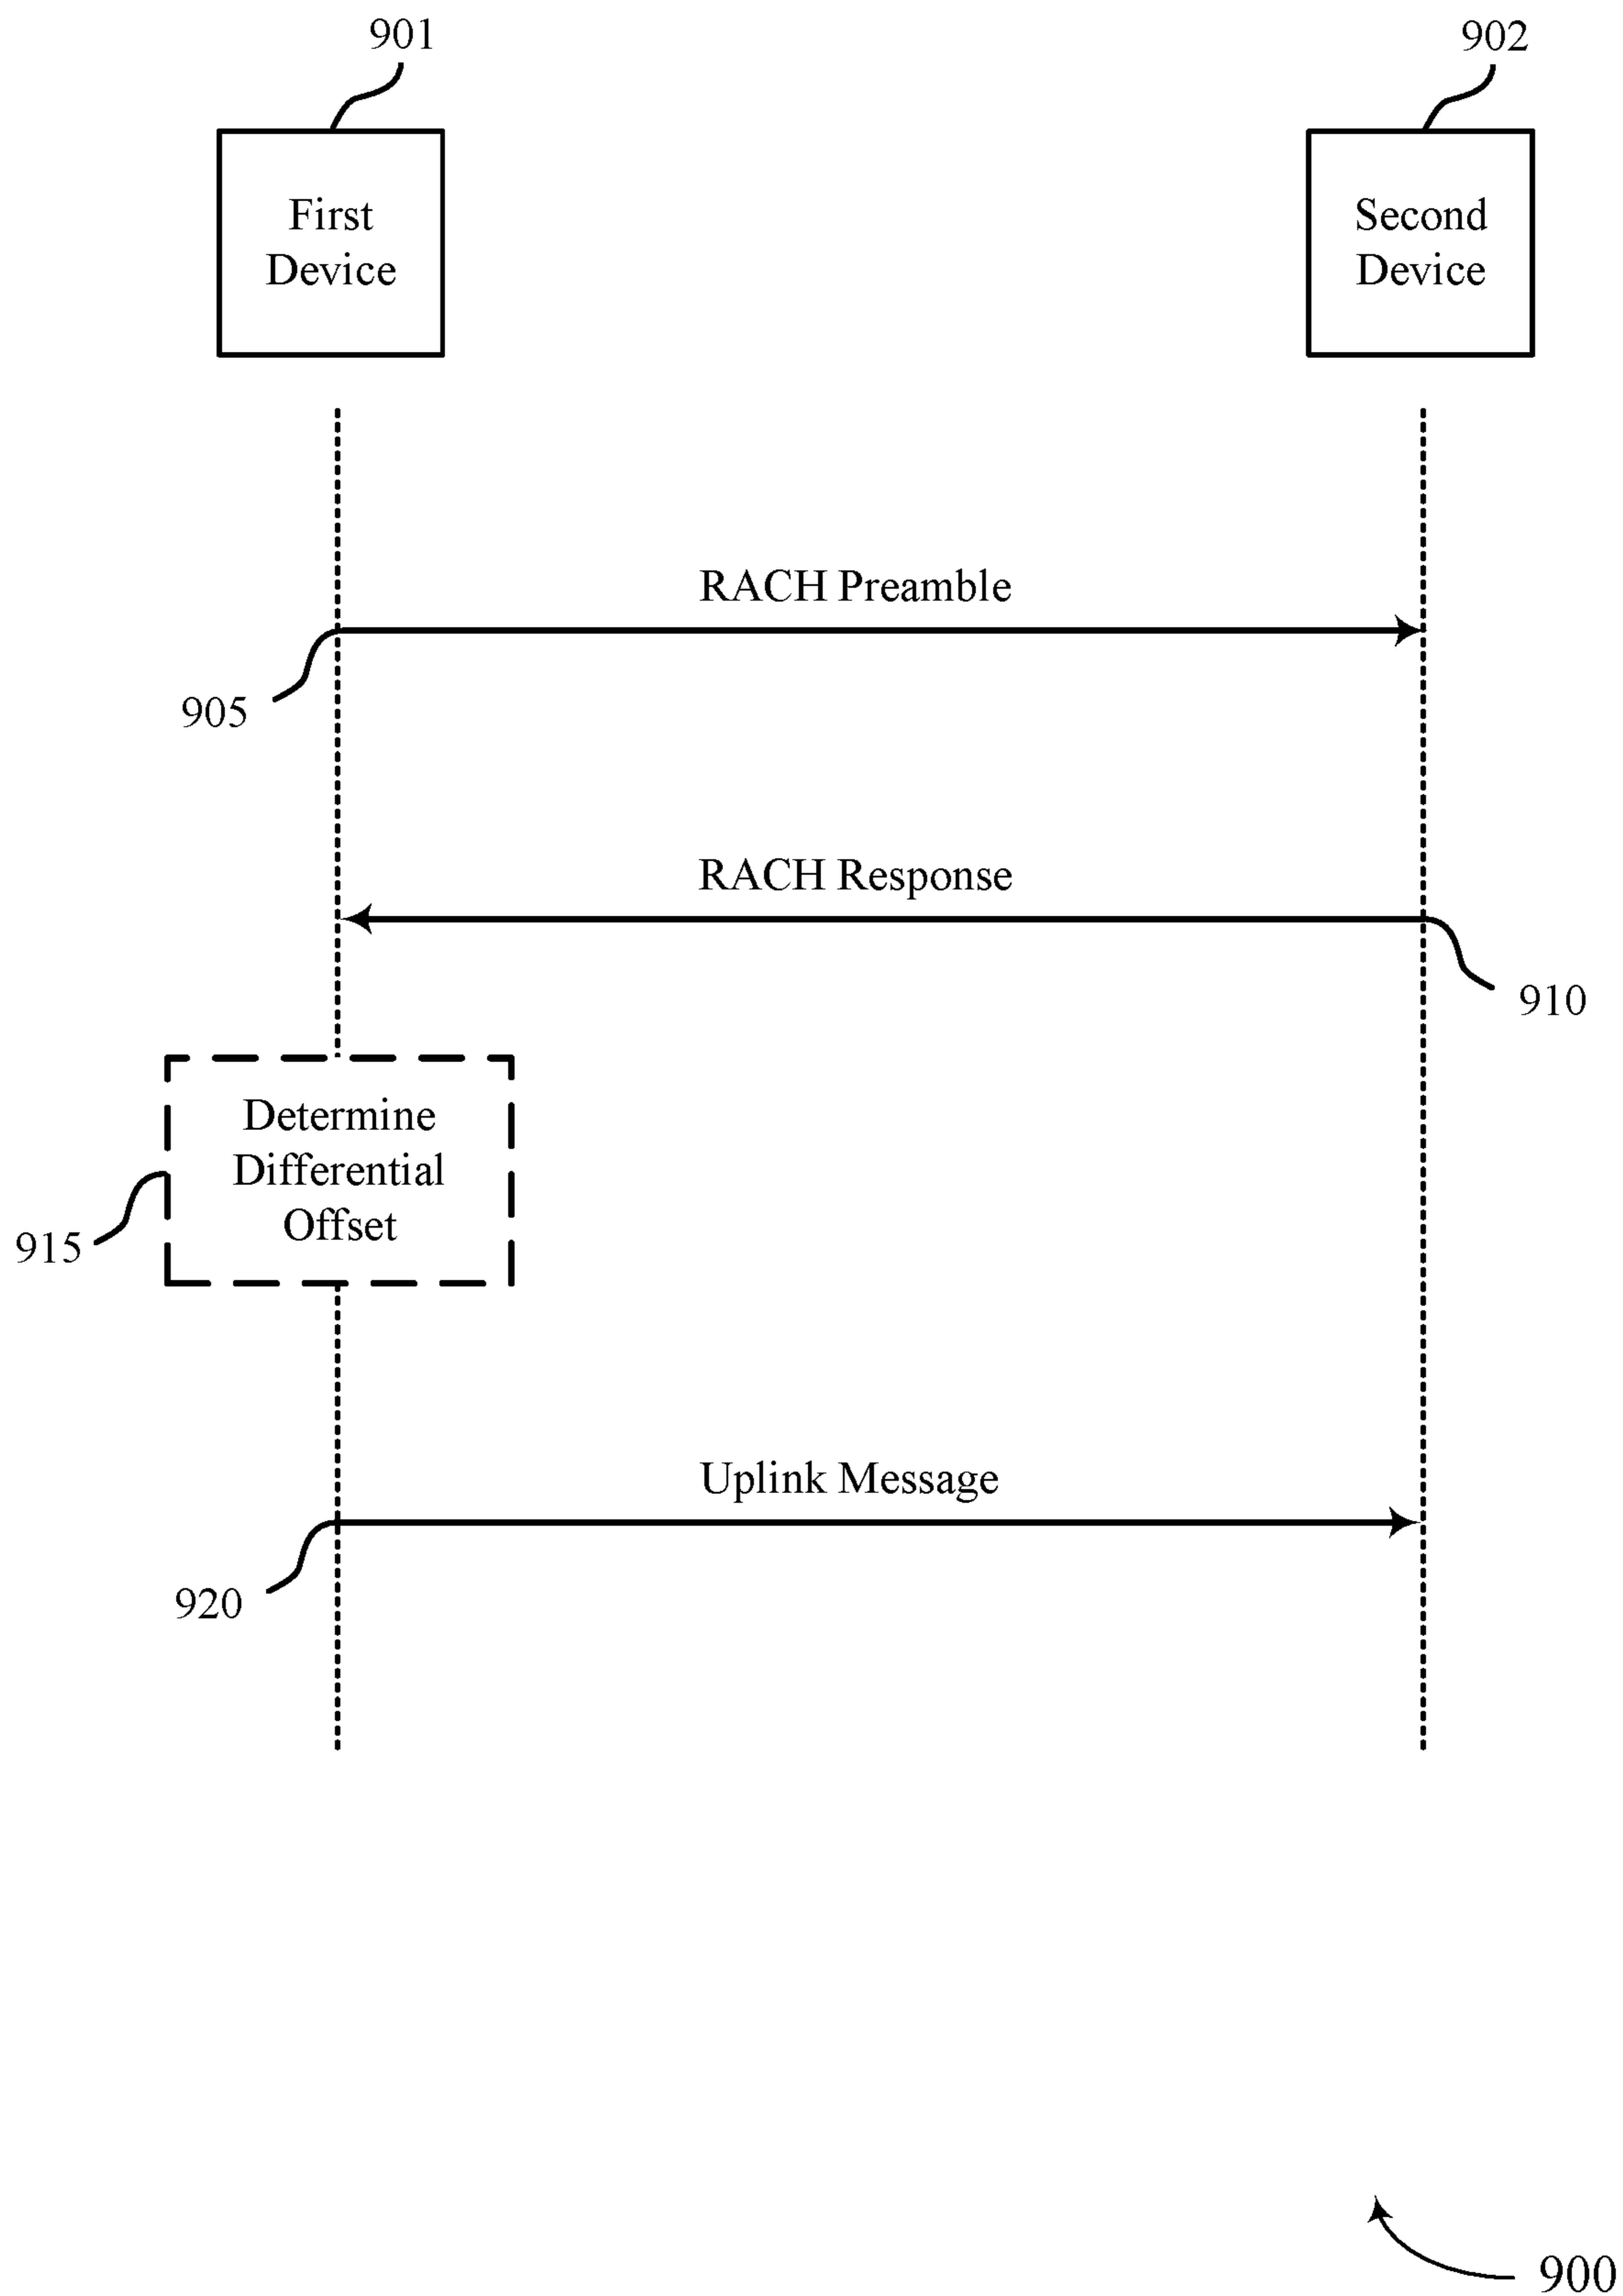 901
902
First
Device
Second
Device
RACH Preamble
905
RACH Response
910
Determine
Differential
Offset
915
Uplink Message
920
900